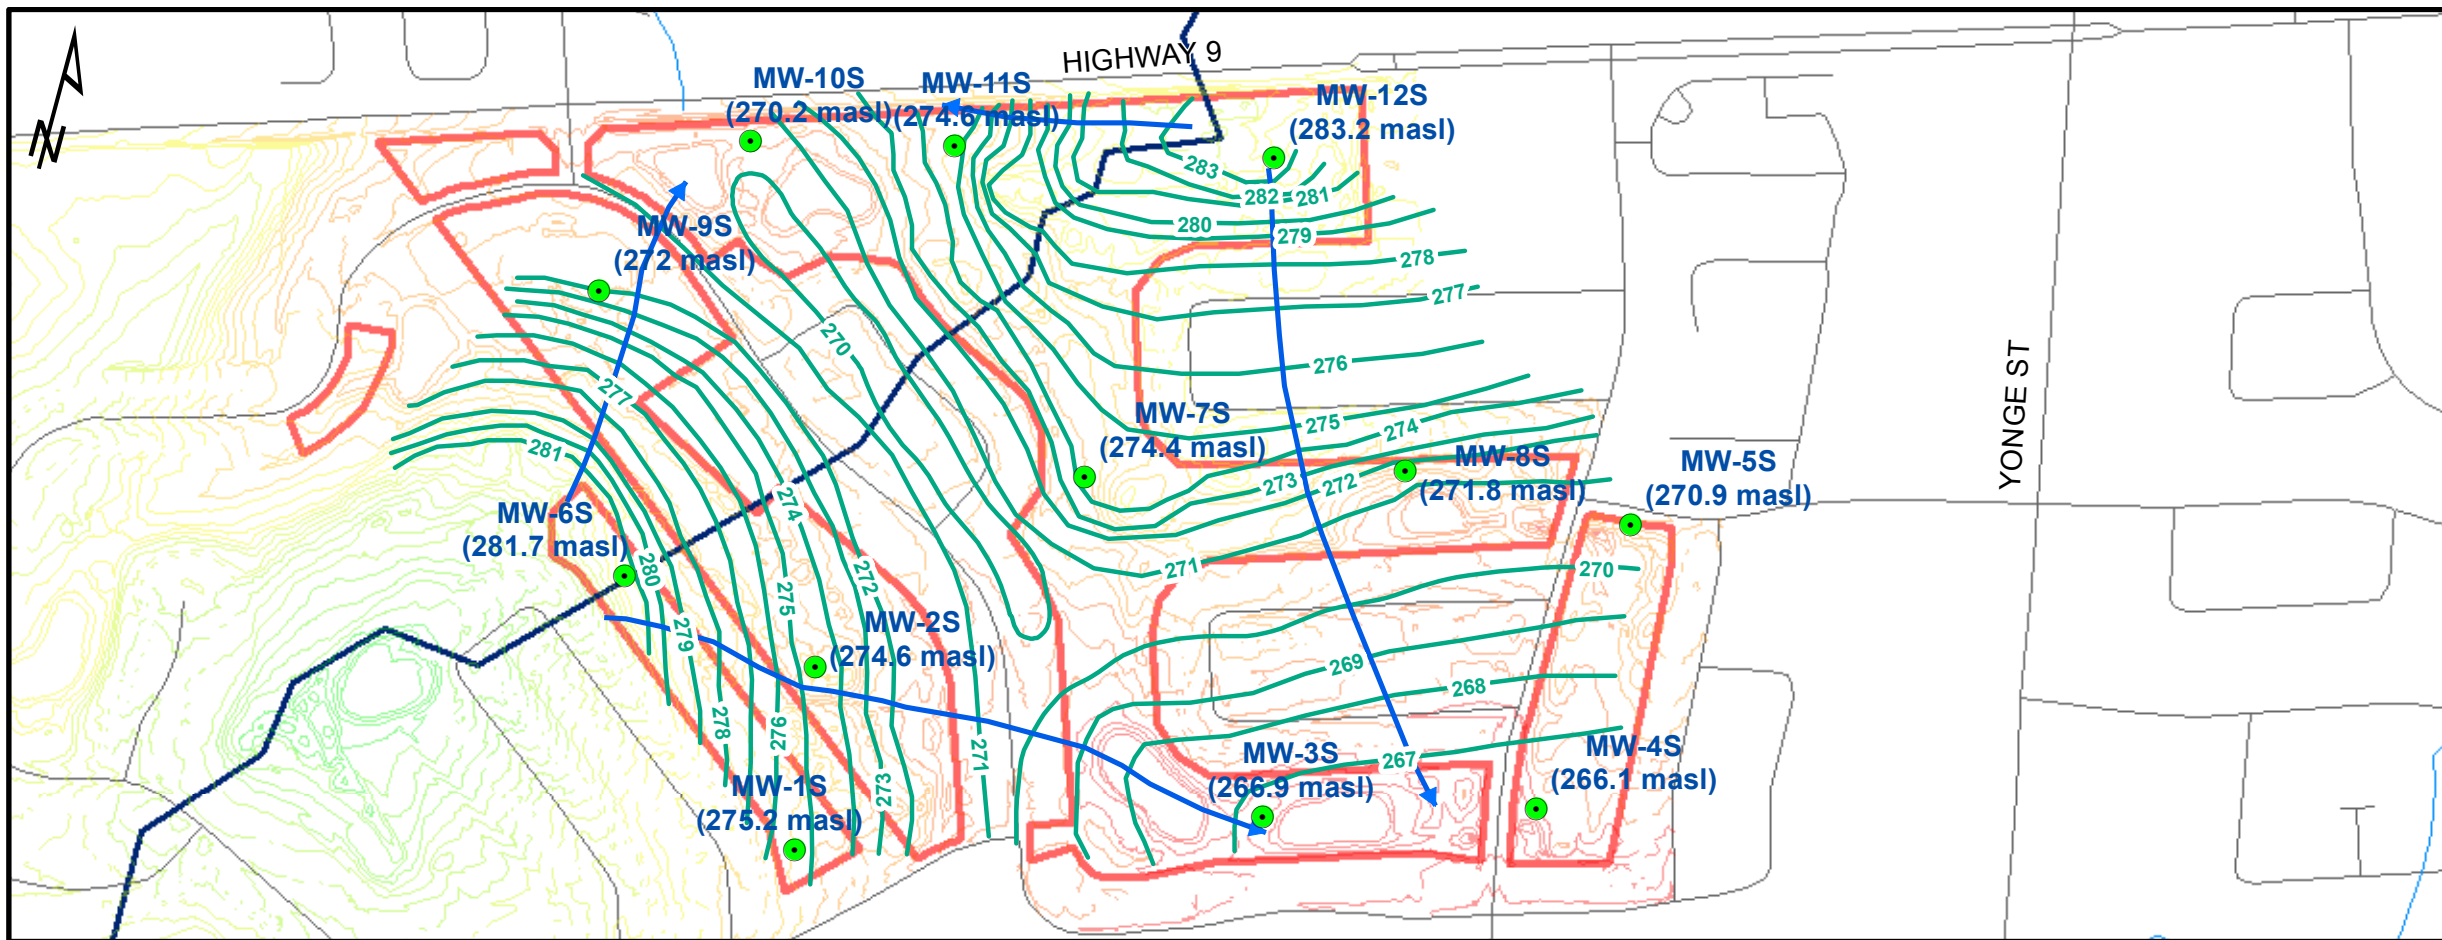 HIGHWAY 9
MW-10S
(270.2 masl)
MW-11S
(274.6 masl)
MW-12S
(283.2 masl)
N
283
282
281
280
279
278
277
276
275
274
273
272
271
270
269
268
267
MW-9S
(272 masl)
270
277
281
MW-7S
(274.4 masl)
MW-8S
(271.8 masl)
MW-5S
(270.9 masl)
YONGE ST
MW-6S
(281.7 masl)
280
279
278
276
275
274
273
272
271
MW-2S
(274.6 masl)
MW-1S
(275.2 masl)
MW-3S
(266.9 masl)
MW-4S
(266.1 masl)